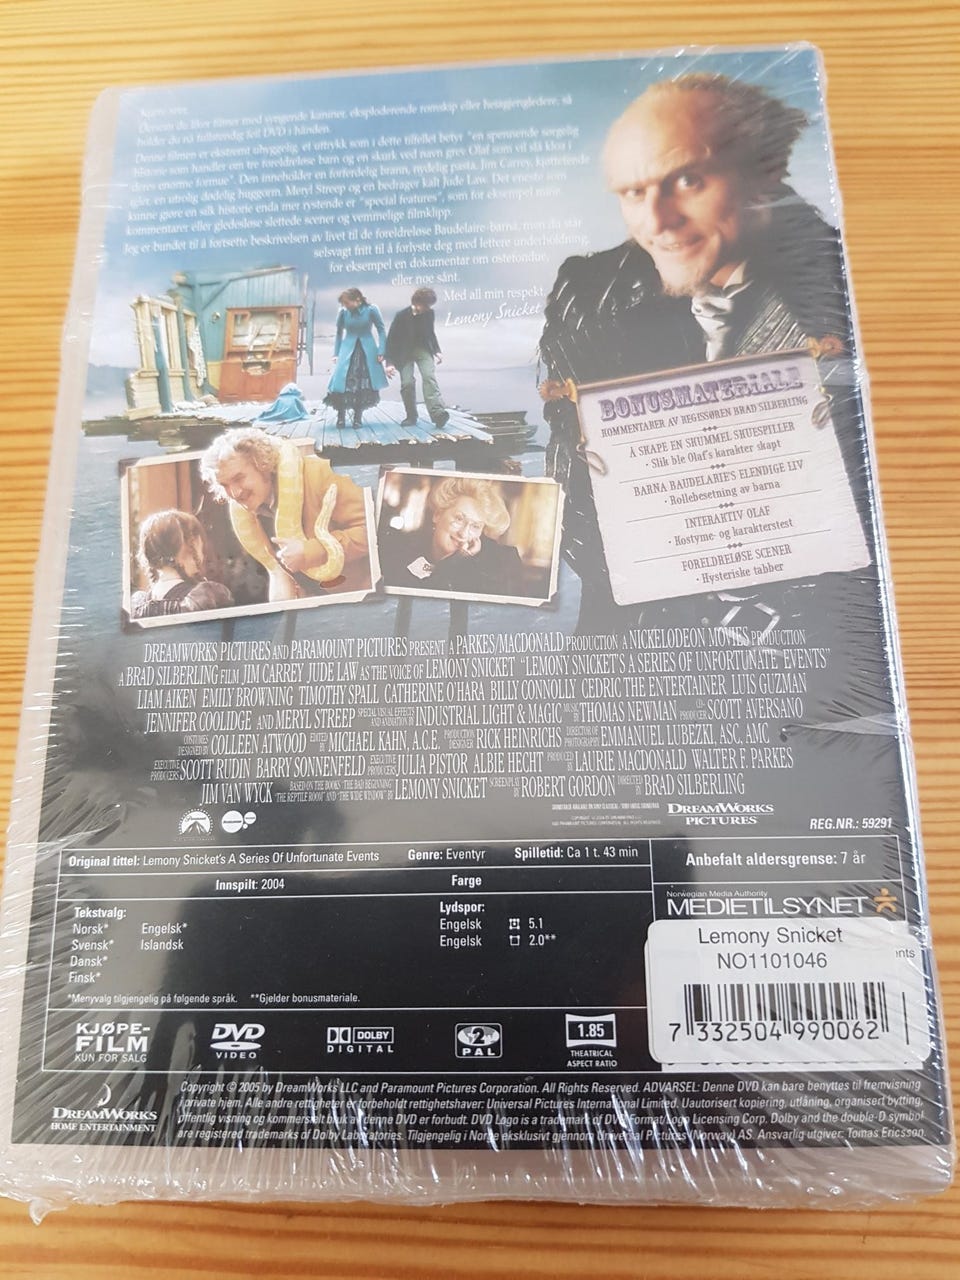 Kjære seer,
Dersom du liker filmer med syngende kaniner, eksploderende romskip eller heiagjengledere, så
holder du nå fullstendig feil DVD i hånden.
Denne filmen er ekstremt uhyggelig, et uttrykk som i dette tilfellet betyr "en spennende sørgelig
historie som handler om tre foreldreløse barn og en skurk ved navn grev Olaf som vil slå kloa i
deres enorme formue". Den inneholder en forferdelig brann, nydelig pasta, Jim Carrey, kjøttetende
igler, en utrolig dødelig huggorm, Meryl Streep og en bedrager kalt Jude Law. Det eneste som
kunne gjøre en slik historie enda mer rystende er "special features", som for eksempel mine
kommentarer eller gledesløse slettede scener og vemmelige filmklipp.
Jeg er bundet til å fortsette beskrivelsen av livet til de foreldreløse Baudelaire-barna, men du står
selvsagt fritt til å forlyste deg med lettere underholdning,
for eksempel en dokumentar om ostefondue,
eller noe sånt.
Med all min respekt,
Lemony Snicket
BONUSMATERIALE
KOMMENTARER AV REGISSØREN BRAD SILBERLING
Å SKAPE EN SHUMMEL SKUESPILLER
· Slik ble Olaf's karakter skapt
BARNA BAUDELARIE'S ELENDIGE LIV
· Rollebesetning av barna
INTERAKTIV OLAF
· Kostyme- og karakterstest
FORELDRELØSE SCENER
· Hysteriske tabber
DREAMWORKS PICTURES AND PARAMOUNT PICTURES PRESENT A PARKES/MACDONALD PRODUCTION A NICKELODEON MOVIES PRODUCTION
A BRAD SILBERLING FILM JIM CARREY JUDE LAW AS THE VOICE OF LEMONY SNICKET "LEMONY SNICKET'S A SERIES OF UNFORTUNATE EVENTS"
LIAM AIKEN EMILY BROWNING TIMOTHY SPALL CATHERINE O'HARA BILLY CONNOLLY CEDRIC THE ENTERTAINER LUIS GUZMAN
JENNIFER COOLIDGE AND MERYL STREEP SPECIAL VISUAL EFFECTS AND ANIMATION BY INDUSTRIAL LIGHT & MAGIC MUSIC BY THOMAS NEWMAN CO-PRODUCER SCOTT AVERSANO
COSTUMES DESIGNED BY COLLEEN ATWOOD EDITED BY MICHAEL KAHN, A.C.E. PRODUCTION DESIGNER RICK HEINRICHS DIRECTOR OF PHOTOGRAPHY EMMANUEL LUBEZKI, ASC, AMC
EXECUTIVE PRODUCERS SCOTT RUDIN BARRY SONNENFELD EXECUTIVE PRODUCERS JULIA PISTOR ALBIE HECHT PRODUCED BY LAURIE MACDONALD WALTER F. PARKES
JIM VAN WYCK BASED ON THE BOOKS "THE BAD BEGINNING" "THE REPTILE ROOM" AND "THE WIDE WINDOW" BY LEMONY SNICKET SCREENPLAY BY ROBERT GORDON DIRECTED BY BRAD SILBERLING
DREAMWORKS
PICTURES
REG.NR.: 59291
Original tittel: Lemony Snicket's A Series Of Unfortunate Events Genre: Eventyr Spilletid: Ca 1 t. 43 min
Anbefalt aldersgrense: 7 år
Innspilt: 2004 Farge
Norwegian Media Authority
MEDIETILSYNET
Tekstvalg:
Norsk* Engelsk*
Svensk* Islandsk
Dansk*
Finsk*
Lydspor:
Engelsk 5.1
Engelsk 2.0**
*Menyvalg tilgjengelig på følgende språk. **Gjelder bonusmateriale.
Lemony Snicket
NO1101046
nts
7 332504 990062
KJØPE-
FILM
KUN FOR SALG
DVD
VIDEO
DOLBY
DIGITAL
2
PAL
1.85
THEATRICAL
ASPECT RATIO
DREAMWORKS
HOME ENTERTAINMENT
Copyright © 2005 by DreamWorks LLC and Paramount Pictures Corporation. All Rights Reserved. ADVARSEL: Denne DVD kan bare benyttes til fremvisning
i private hjem. Alle andre rettigheter er forbeholdt rettighetshaver: Universal Pictures International Limited. Uautorisert kopiering, utlåning, organisert bytting,
offentlig visning og kommersielt bruk av denne DVD er forbudt. DVD Logo is a trademark of DVD Format/Logo Licensing Corp. Dolby and the double-D symbol
are registered trademarks of Dolby Laboratories. Tilgjengelig i Norge eksklusivt gjennom Universal Pictures (Norway) AS. Ansvarlig utgiver: Tomas Ericsson.